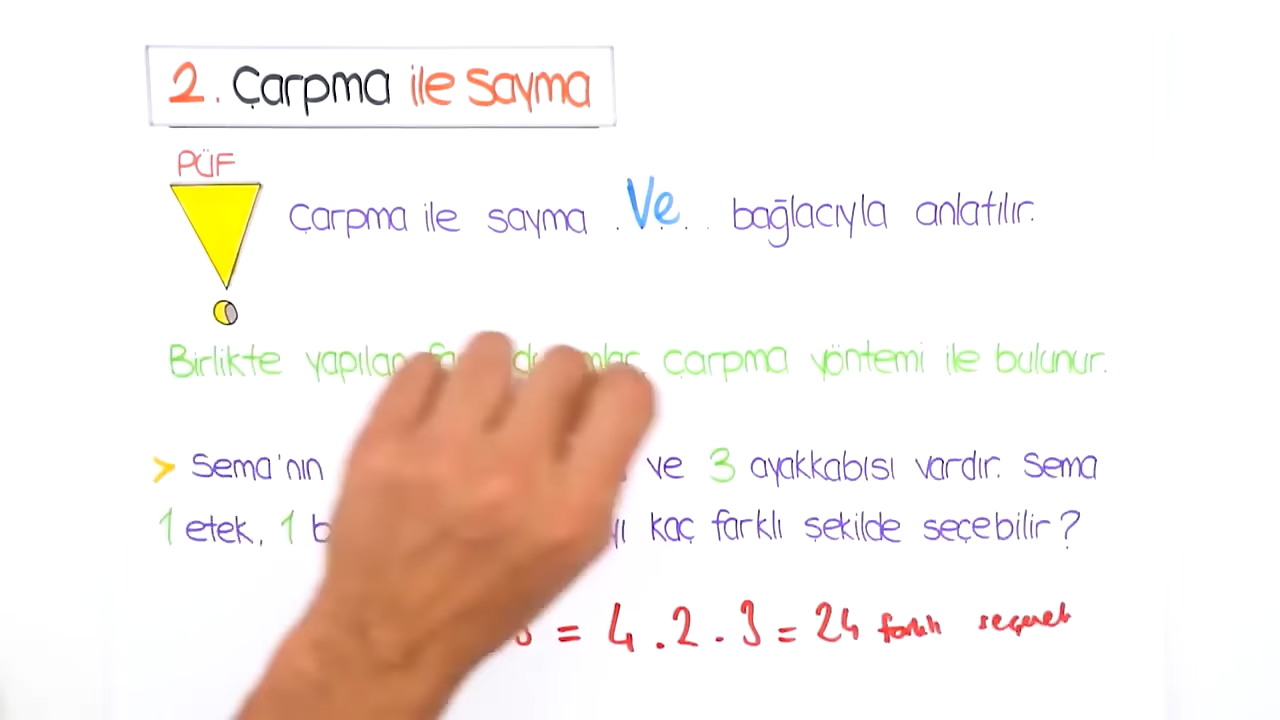 2. Çarpma ile Sayma
PÜF
Çarpma ile sayma .Ve.. bağlacıyla anlatılır.
Birlikte yapılan çarpma yöntemi ile bulunur.
> Sema'nın ve 3 ayakkabısı vardır. Sema
1 etek, 1 kaç farklı şekilde seçebilir?
= 4 . 2 . 3 = 24 farklı seçenek